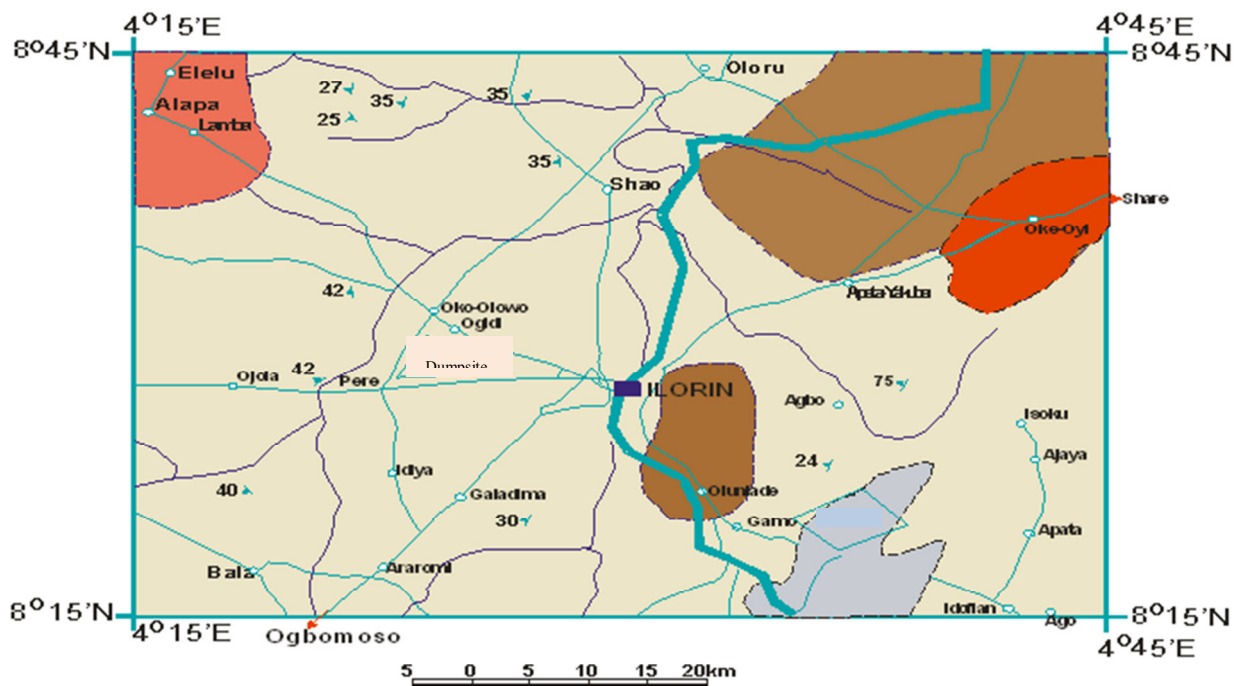 4°15'E
4°45'E
8°45'N
8°45'N
Elelu
Oloru
27
35
35
Alapa
25
Lamba
35
Shao
Share
Oke-Oyi
42
Apata Yakuba
Oko-Olowo
Ogidi
Dumpsite
42
Ojola
Pere
75
ILORIN
Agbo
Isoku
24
Ajaya
Idiya
40
Galadima
Oluntade
30
Gamo
Apata
Bala
Araromi
Idofian
8°15'N
8°15'N
Ago
4°15'E
Ogbomoso
4°45'E
5 0 5 10 15 20km